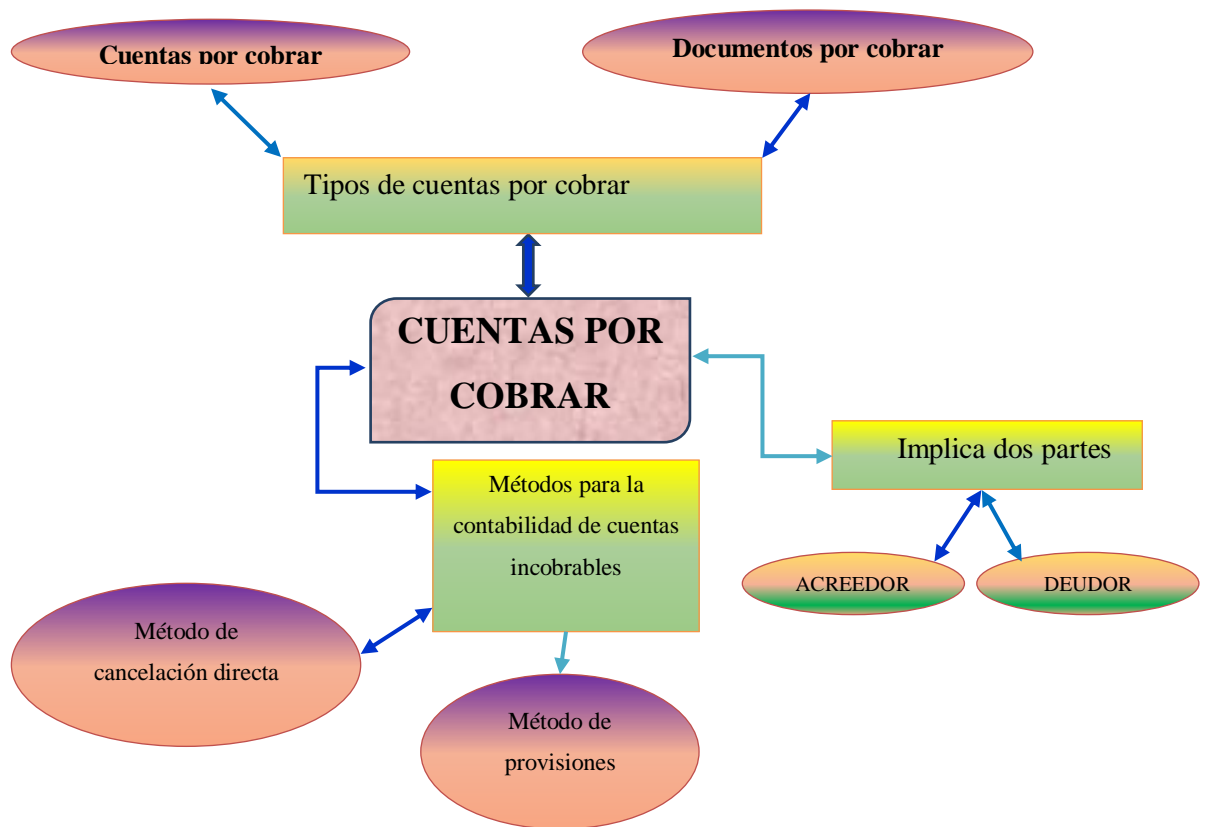 Cuentas por cobrar
Documentos por cobrar
Tipos de cuentas por cobrar
CUENTAS POR
COBRAR
Implica dos partes
Métodos para la
contabilidad de cuentas
incobrables
ACREEDOR
DEUDOR
Método de
cancelación directa
Método de
provisiones